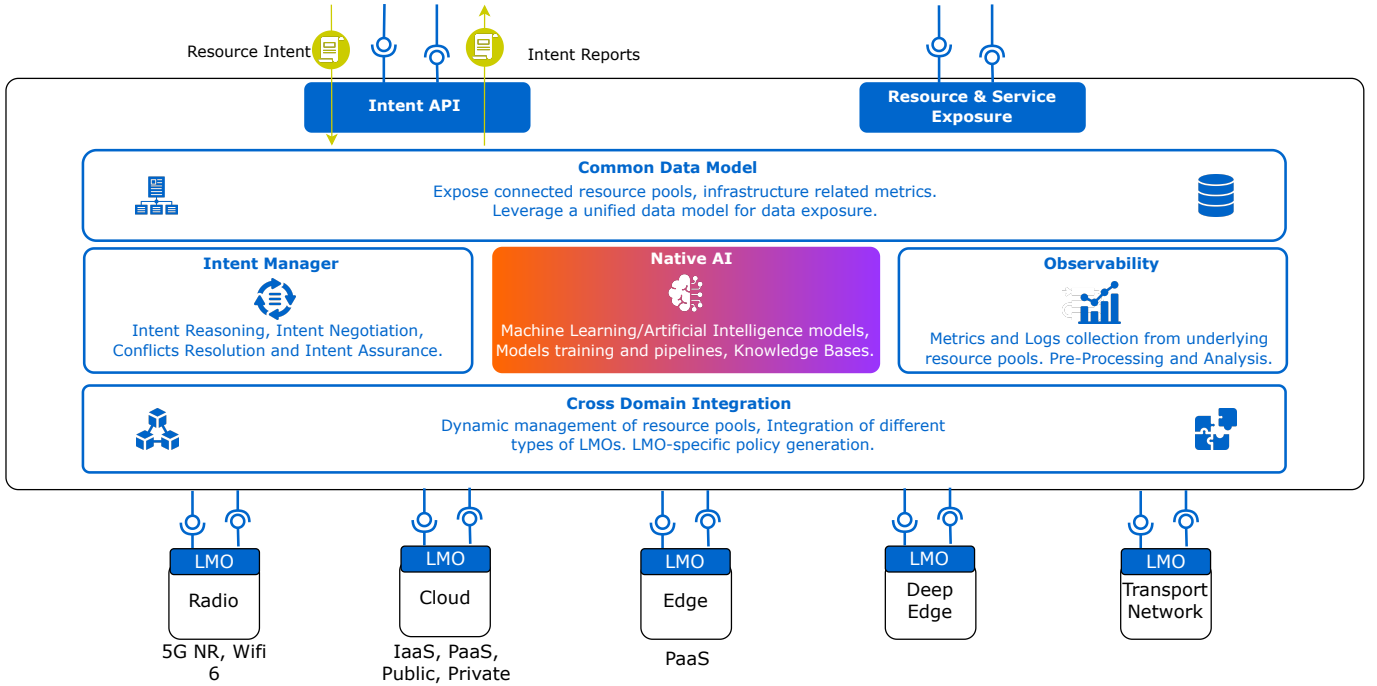 Resource Intent
Intent Reports
Intent API
Resource & Service
Exposure
Common Data Model
Expose connected resource pools, infrastructure related metrics.
Leverage a unified data model for data exposure.
Intent Manager
Intent Reasoning, Intent Negotiation,
Conflicts Resolution and Intent Assurance.
Native AI
Machine Learning/Artificial Intelligence models,
Models training and pipelines, Knowledge Bases.
Observability
Metrics and Logs collection from underlying
resource pools. Pre-Processing and Analysis.
Cross Domain Integration
Dynamic management of resource pools, Integration of different
types of LMOs. LMO-specific policy generation.
LMO
Radio
5G NR, Wifi
6
LMO
Cloud
IaaS, PaaS,
Public, Private
LMO
Edge
PaaS
LMO
Deep
Edge
LMO
Transport
Network